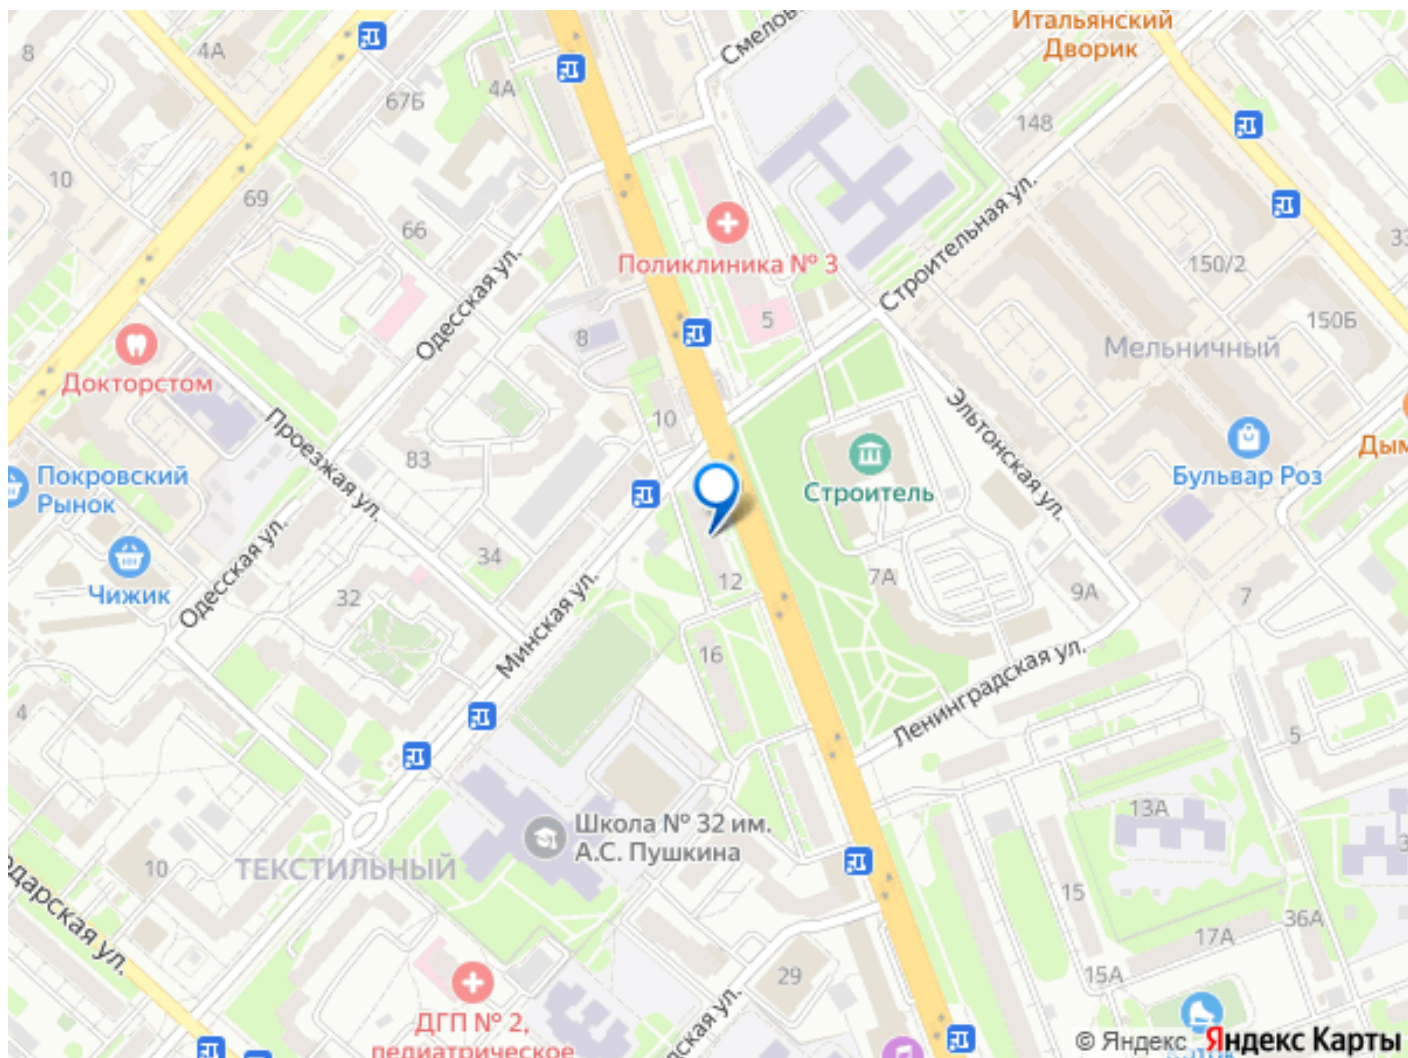 Итальянский
Дворик
8
4А
4А
67Б
148
10
69
66
Одесская ул.
Поликлиника № 3
Строительная ул.
150/2
33
5
8
150Б
Мельничный
Докторстом
Проезжая ул.
10
Эльтонская ул.
83
Строитель
Бульвар Роз
Покровский
Рынок
34
Чижик
Одесская ул.
32
Минская ул.
12
7А
9А
7
16
Ленинградская ул.
4
5
13А
Школа № 32 им.
А.С. Пушкина
10
ТЕКСТИЛЬНЫЙ
15
36А
17А
15А
29
ДГП № 2,
педиатрическое
© Яндекс Яндекс Карты